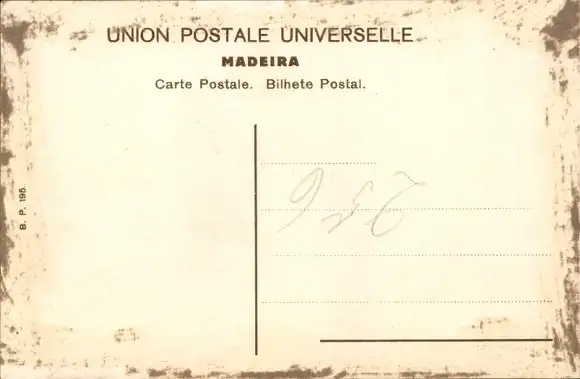 UNION POSTALE UNIVERSELLE
MADEIRA
Carte Postale. Bilhete Postal.
B. P. 195.